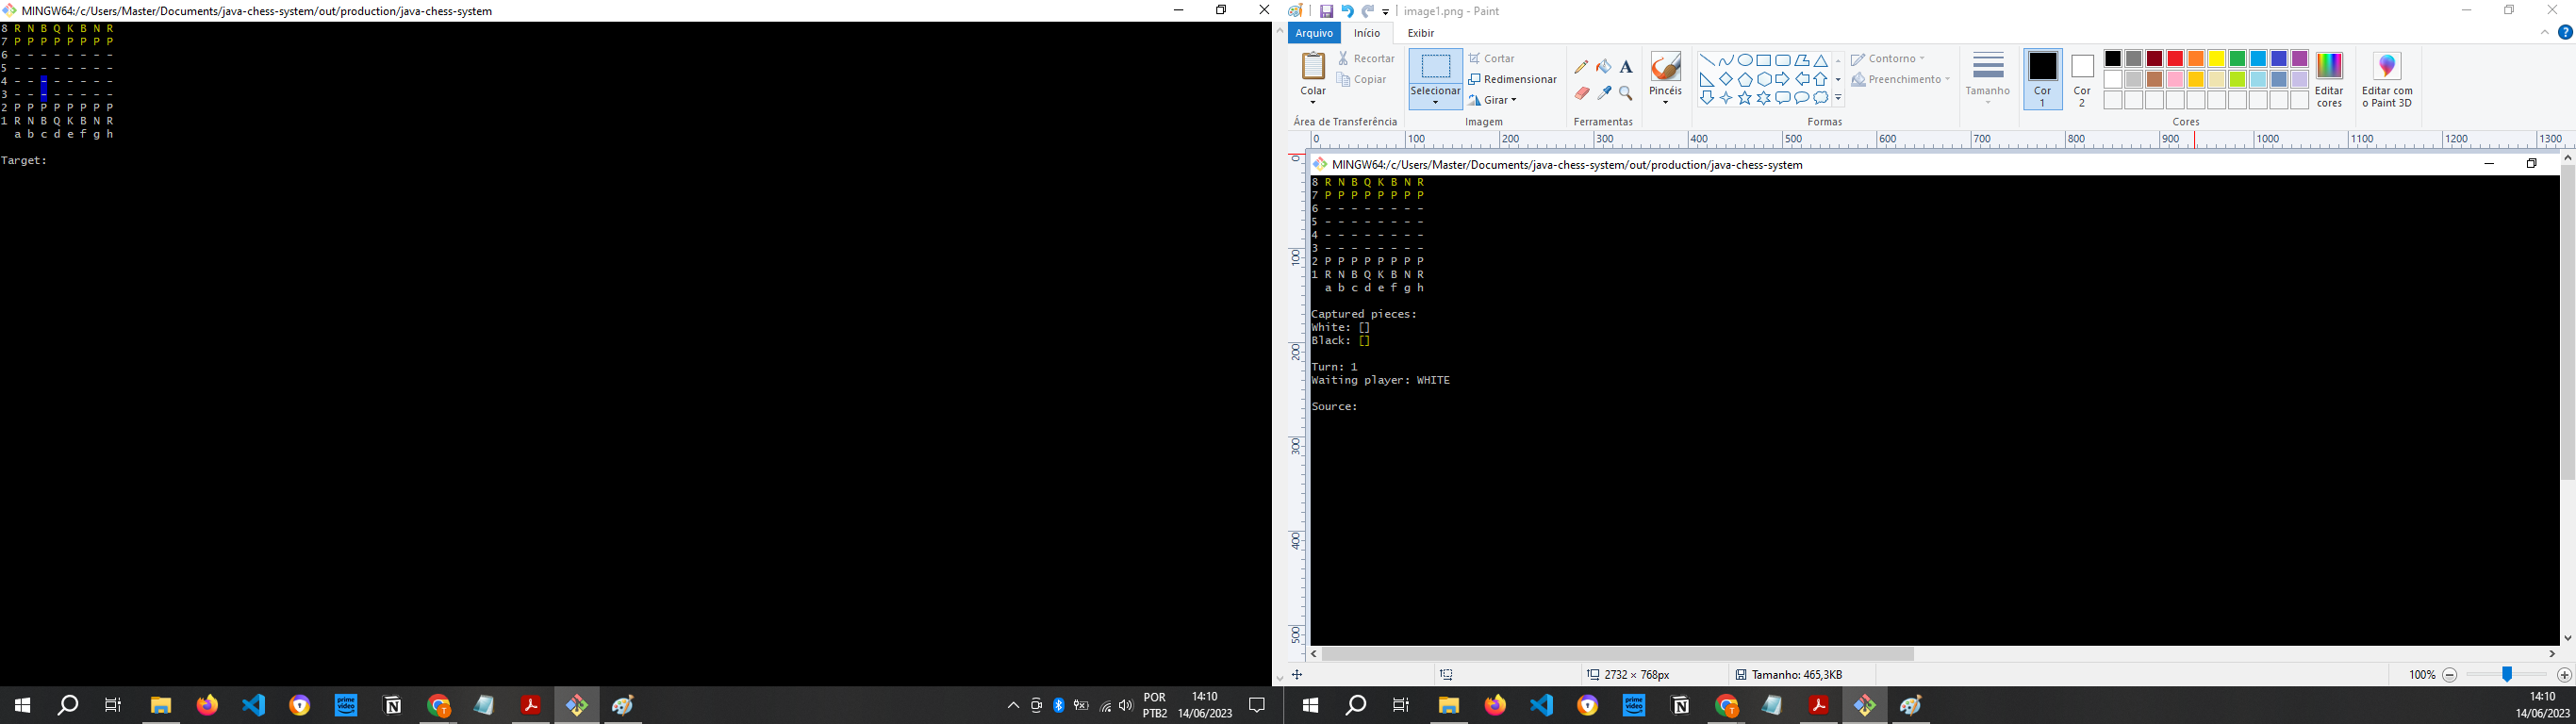 MINGW64:/c/Users/Master/Documents/java-chess-system/out/production/java-chess-system
8 R N B Q K B N R
7 P P P P P P P P
6 - - - - - - - -
5 - - - - - - - -
4 - - - - - - - -
3 - - - - - - - -
2 P P P P P P P P
1 R N B Q K B N R
a b c d e f g h
Target:
POR
PTB2
14:10
14/06/2023
image1.png - Paint
Arquivo Início Exibir
Colar
Recortar
Copiar
Área de Transferência
Selecionar
Cortar
Redimensionar
Girar
Imagem
Ferramentas
Pincéis
Formas
Contorno
Preenchimento
Tamanho
Cor
1
Cor
2
Editar
cores
Cores
Editar com
o Paint 3D
0 100 200 300 400 500 600 700 800 900 1000 1100 1200 1300
0
100
200
300
400
500
MINGW64:/c/Users/Master/Documents/java-chess-system/out/production/java-chess-system
8 R N B Q K B N R
7 P P P P P P P P
6 - - - - - - - -
5 - - - - - - - -
4 - - - - - - - -
3 - - - - - - - -
2 P P P P P P P P
1 R N B Q K B N R
a b c d e f g h
Captured pieces:
White: []
Black: []
Turn: 1
Waiting player: WHITE
Source:
2732 × 768px
Tamanho: 465,3KB
100%
prime
video
T
prime
video
T
14:10
14/06/2023